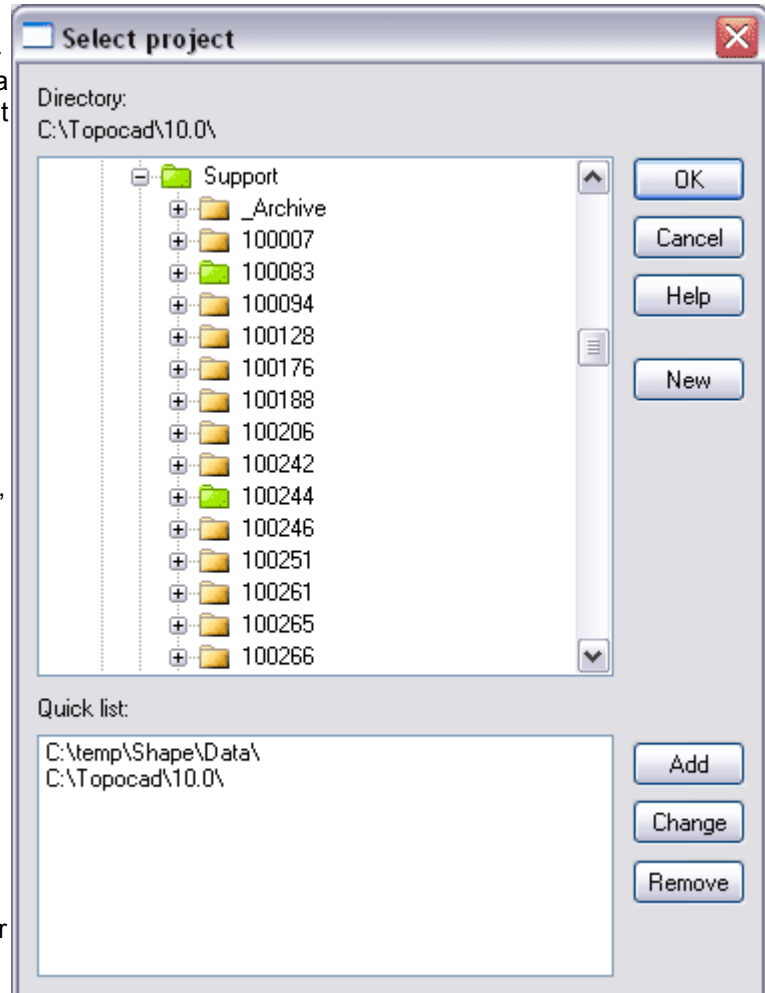 Select project
a
Directory:
t
C:\Topocad\10.0\
Support
_Archive
OK
100007
100083
Cancel
100094
Help
100128
100176
New
100188
100206
100242
,
100244
100246
100251
100261
100265
100266
Quick list:
C:\temp\Shape\Data\
C:\Topocad\10.0\
Add
Change
Remove
r